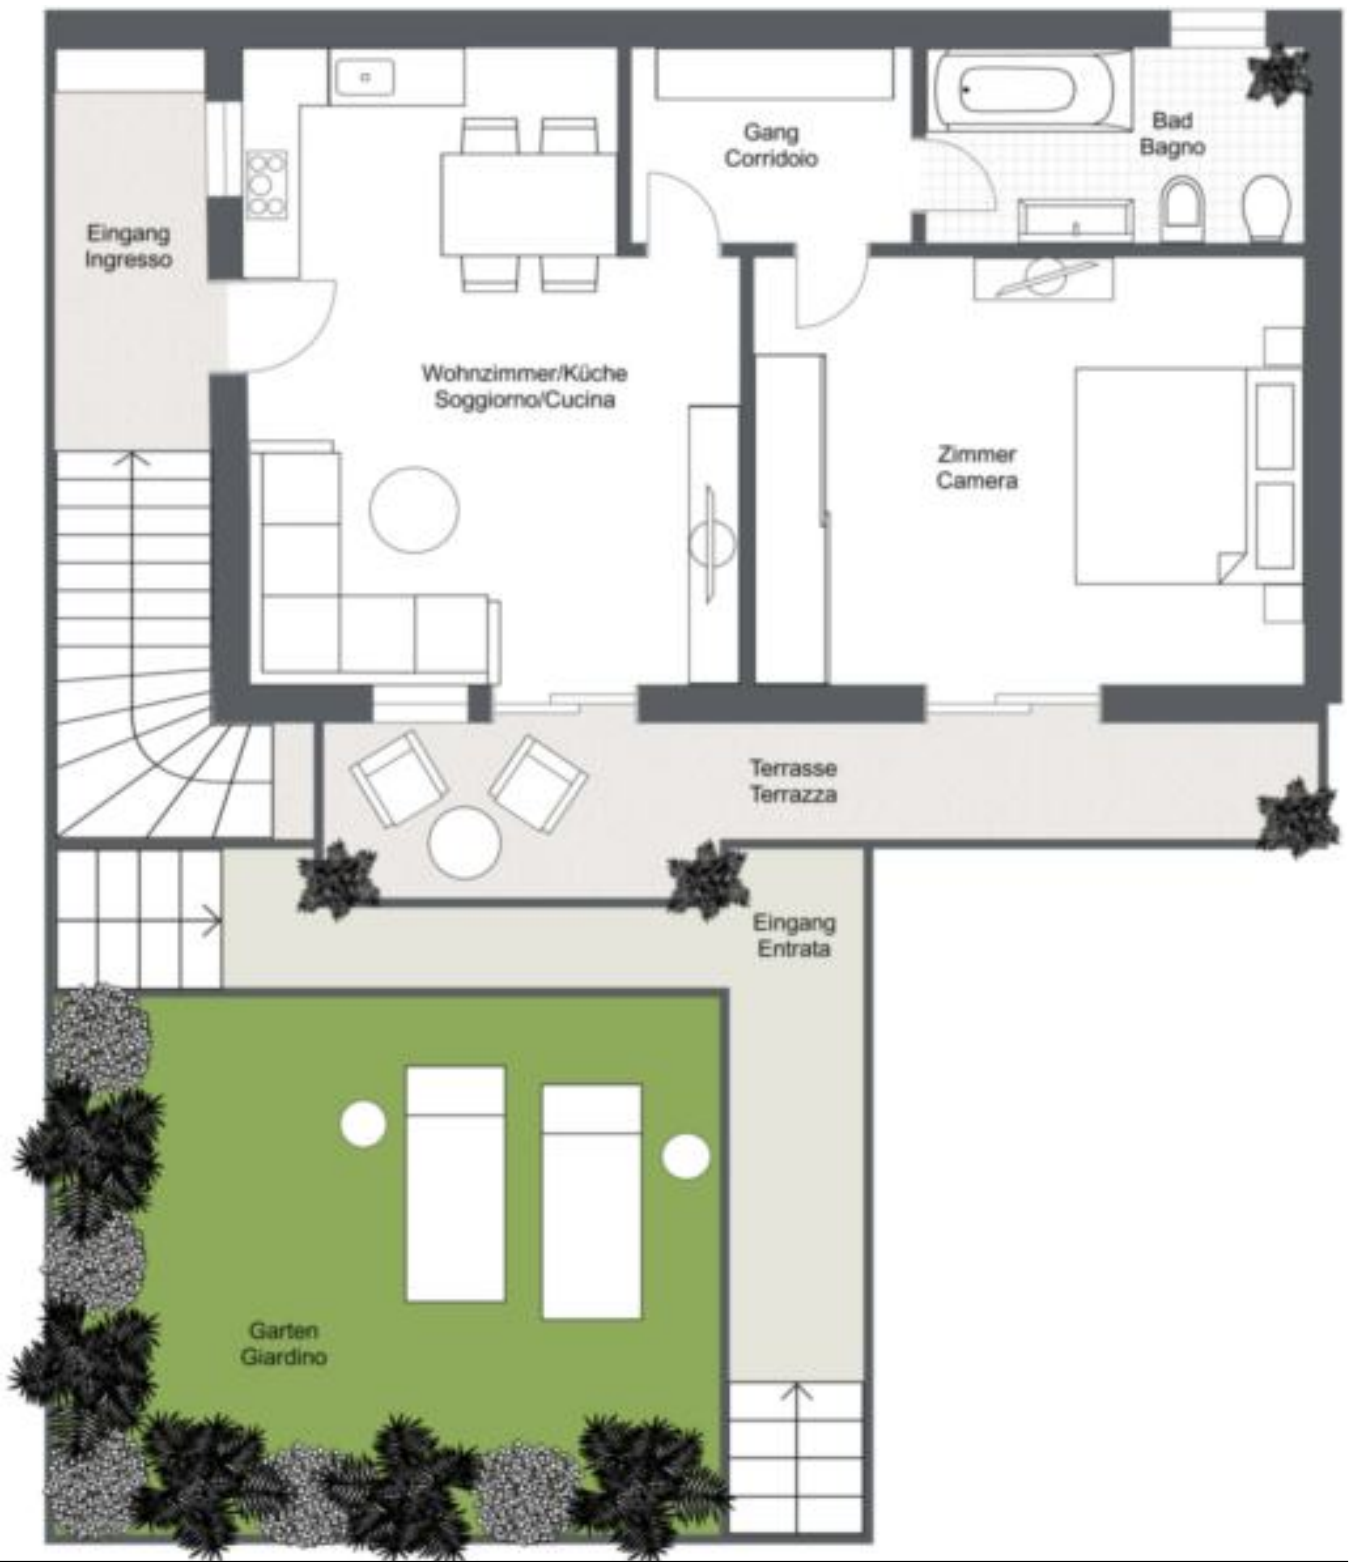 Gang
Corridoio
Bad
Bagno
Eingang
Ingresso
Wohnzimmer/Küche
Soggiorno/Cucina
Zimmer
Camera
Terrasse
Terrazza
Eingang
Entrata
Garten
Giardino